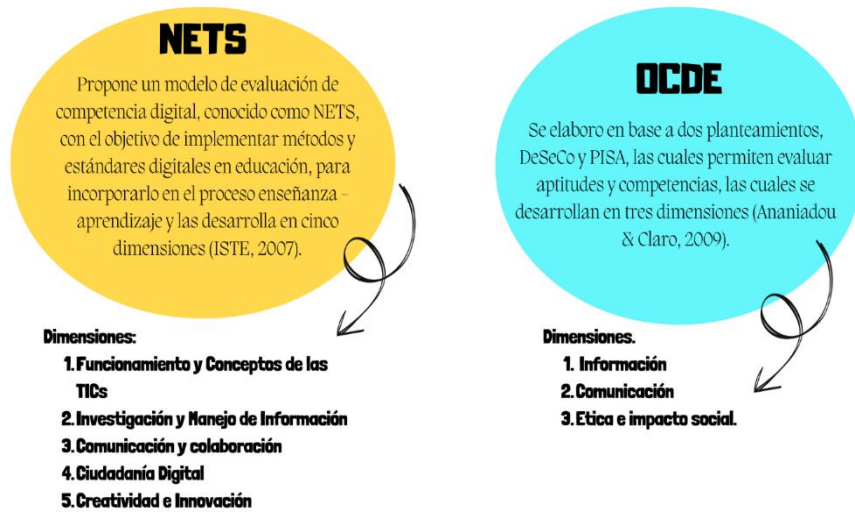 NETS
Propone un modelo de evaluación de
competencia digital, conocido como NETS,
con el objetivo de implementar métodos y
estándares digitales en educación, para
incorporarlo en el proceso enseñanza –
aprendizaje y las desarrolla en cinco
dimensiones (ISTE, 2007).
Dimensiones:
1. Funcionamiento y Conceptos de las
TICs
2. Investigación y Manejo de Información
3. Comunicación y colaboración
4. Ciudadanía Digital
5. Creatividad e Innovación
OCDE
Se elaboro en base a dos planteamientos,
DeSeCo y PISA, las cuales permiten evaluar
aptitudes y competencias, las cuales se
desarrollan en tres dimensiones (Ananiadou
& Claro, 2009).
Dimensiones.
1. Información
2. Comunicación
3. Etica e impacto social.